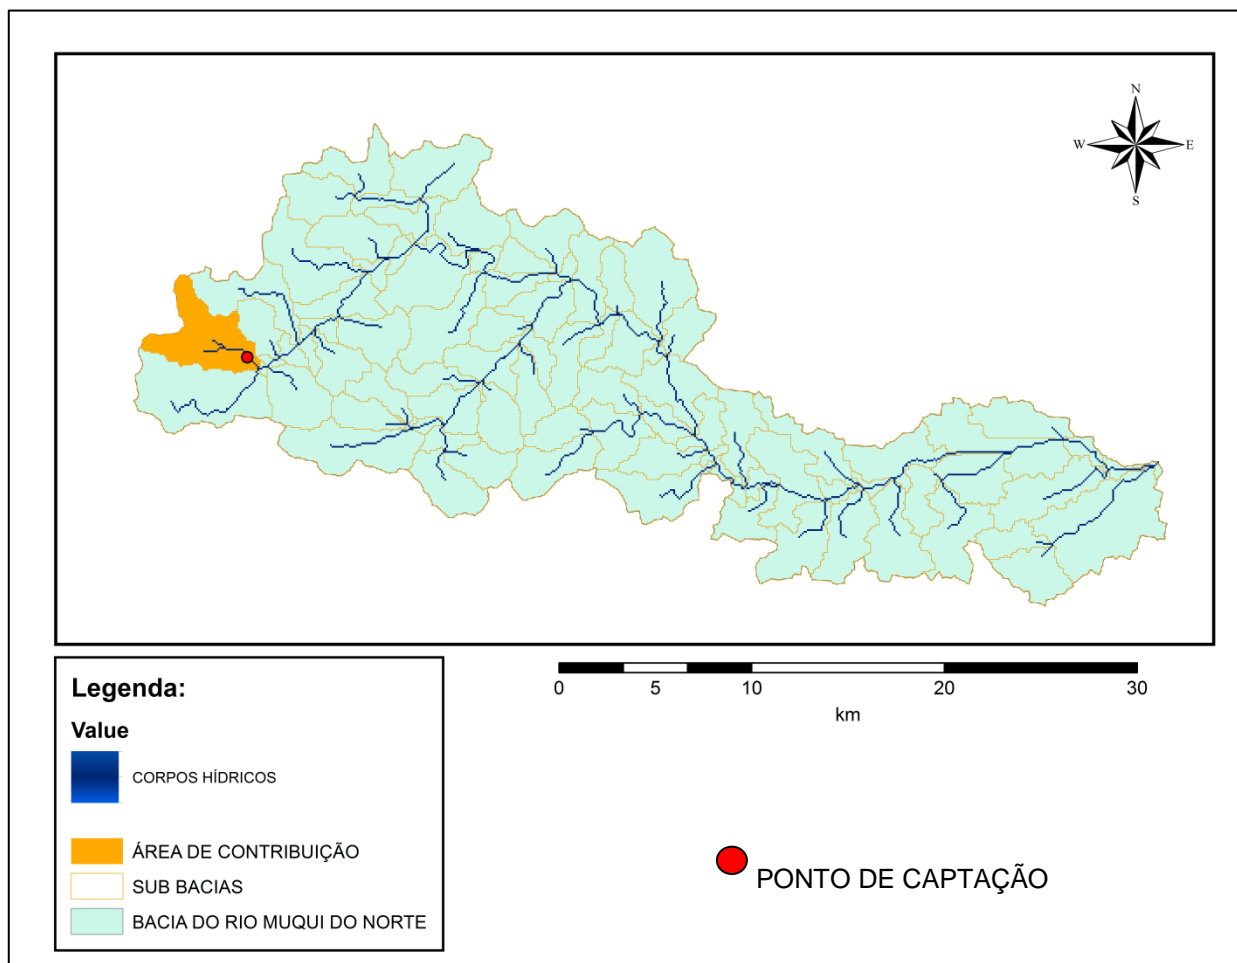 N
W E
S
Legenda:
Value
CORPOS HÍDRICOS
ÁREA DE CONTRIBUIÇÃO
SUB BACIAS
BACIA DO RIO MUQUI DO NORTE
0 5 10 20 30
km
PONTO DE CAPTAÇÃO